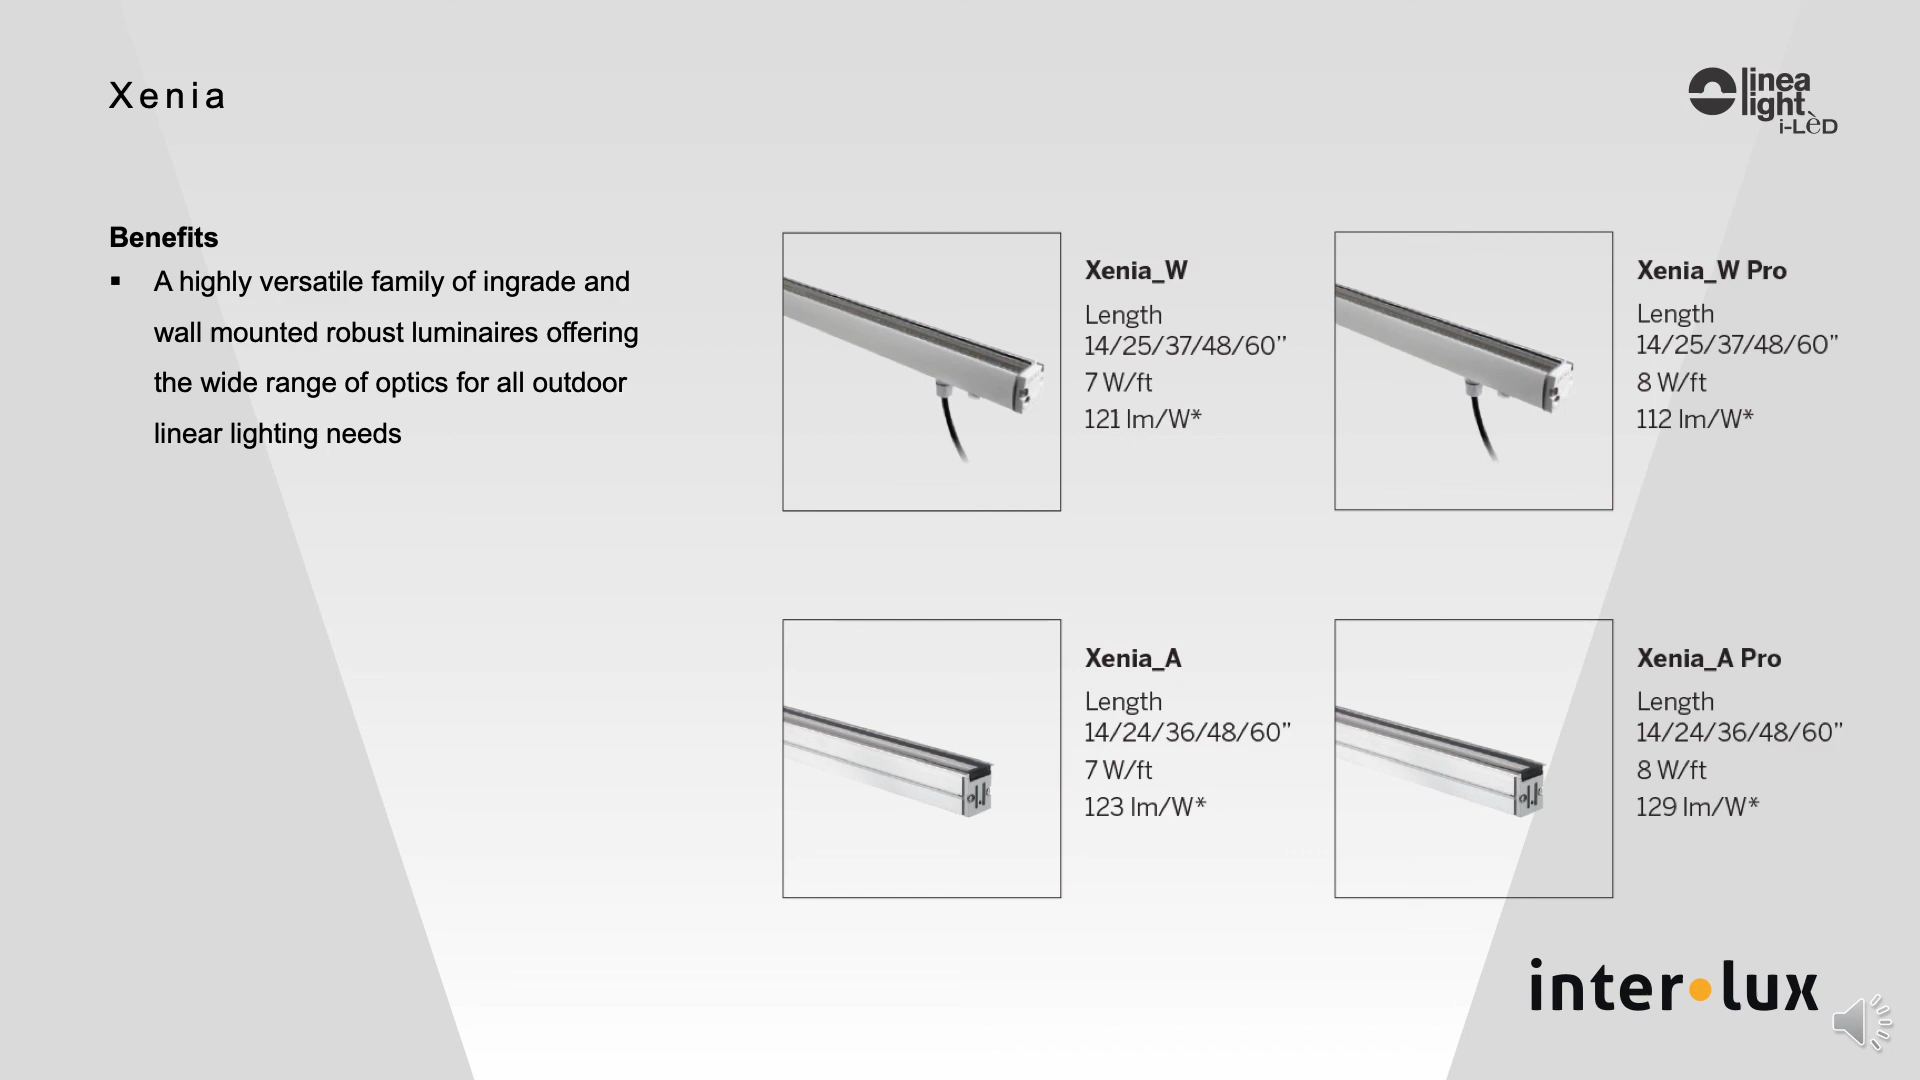 Xenia
linea
light
i-LèD
Benefits
▪ A highly versatile family of ingrade and
wall mounted robust luminaires offering
the wide range of optics for all outdoor
linear lighting needs
Xenia_W
Length
14/25/37/48/60”
7 W/ft
121 lm/W*
Xenia_W Pro
Length
14/25/37/48/60”
8 W/ft
112 lm/W*
Xenia_A
Length
14/24/36/48/60”
7 W/ft
123 lm/W*
Xenia_A Pro
Length
14/24/36/48/60”
8 W/ft
129 lm/W*
inter•lux